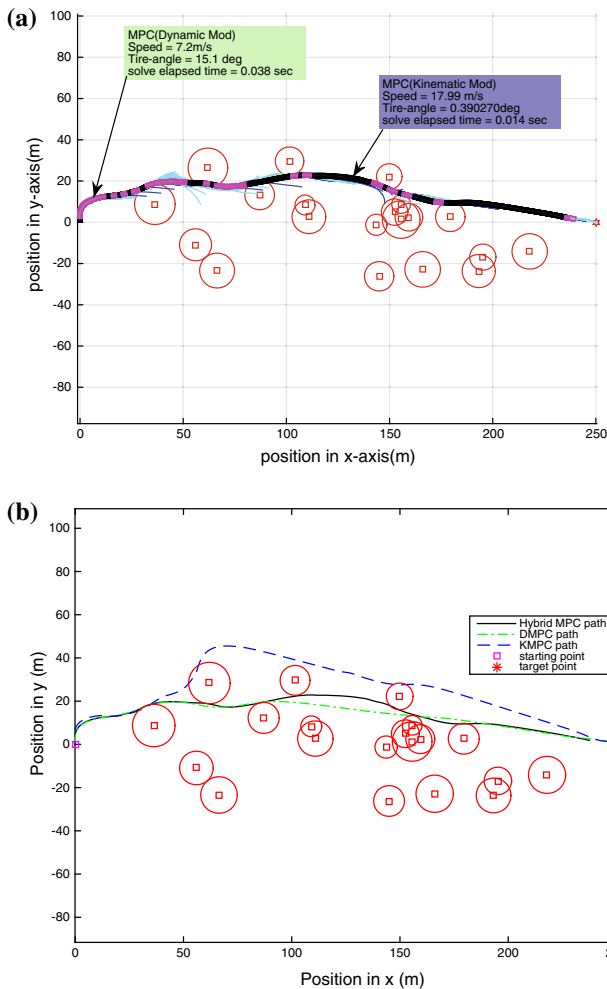 (a)
100
80
60
40
20
0
-20
-40
-60
-80
position in y-axis(m)
MPC(Dynamic Mod)
Speed = 7.2m/s
Tire-angle = 15.1 deg
solve elapsed time = 0.038 sec
MPC(Kinematic Mod)
Speed = 17.99 m/s
Tire-angle = 0.390270deg
solve elapsed time = 0.014 sec
0 50 100 150 200 250
position in x-axis(m)
(b)
100
80
60
40
20
0
-20
-40
-60
-80
Position in y (m)
Hybrid MPC path
DMPC path
KMPC path
starting point
target point
0 50 100 150 200
Position in x (m)